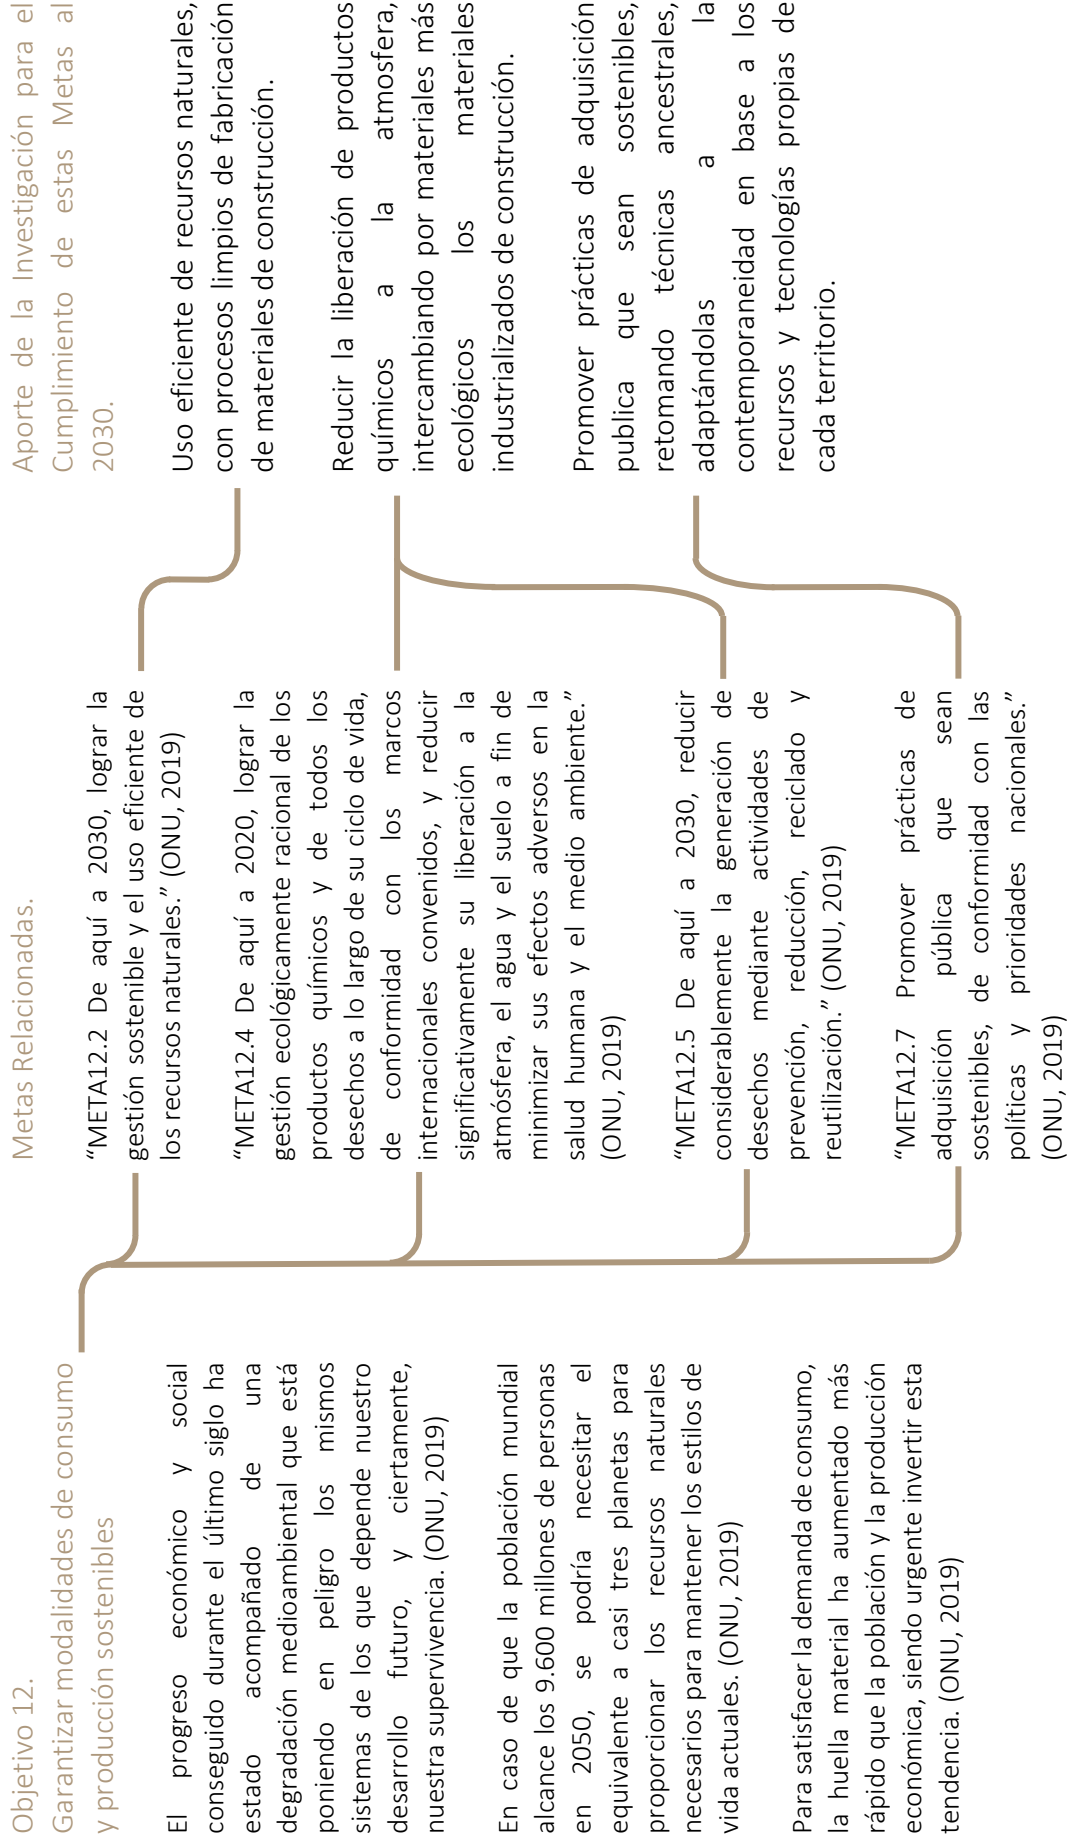 Objetivo 12.
Garantizar modalidades de consumo
y producción sostenibles
El progreso económico y social
conseguido durante el último siglo ha
estado acompañado de una
degradación medioambiental que está
poniendo en peligro los mismos
sistemas de los que depende nuestro
desarrollo futuro, y ciertamente,
nuestra supervivencia. (ONU, 2019)
En caso de que la población mundial
alcance los 9.600 millones de personas
en 2050, se podría necesitar el
equivalente a casi tres planetas para
proporcionar los recursos naturales
necesarios para mantener los estilos de
vida actuales. (ONU, 2019)
Para satisfacer la demanda de consumo,
la huella material ha aumentado más
rápido que la población y la producción
económica, siendo urgente invertir esta
tendencia. (ONU, 2019)
Metas Relacionadas.
“META12.2 De aquí a 2030, lograr la
gestión sostenible y el uso eficiente de
los recursos naturales.” (ONU, 2019)
“META12.4 De aquí a 2020, lograr la
gestión ecológicamente racional de los
productos químicos y de todos los
desechos a lo largo de su ciclo de vida,
de conformidad con los marcos
internacionales convenidos, y reducir
significativamente su liberación a la
atmósfera, el agua y el suelo a fin de
minimizar sus efectos adversos en la
salud humana y el medio ambiente.”
(ONU, 2019)
“META12.5 De aquí a 2030, reducir
considerablemente la generación de
desechos mediante actividades de
prevención, reducción, reciclado y
reutilización.” (ONU, 2019)
“META12.7 Promover prácticas de
adquisición pública que sean
sostenibles, de conformidad con las
políticas y prioridades nacionales.”
(ONU, 2019)
Aporte de la Investigación para el
Cumplimiento de estas Metas al
2030.
Uso eficiente de recursos naturales,
con procesos limpios de fabricación
de materiales de construcción.
Reducir la liberación de productos
químicos a la atmosfera,
intercambiando por materiales más
ecológicos los materiales
industrializados de construcción.
Promover prácticas de adquisición
publica que sean sostenibles,
retomando técnicas ancestrales,
adaptándolas a la
contemporaneidad en base a los
recursos y tecnologías propias de
cada territorio.